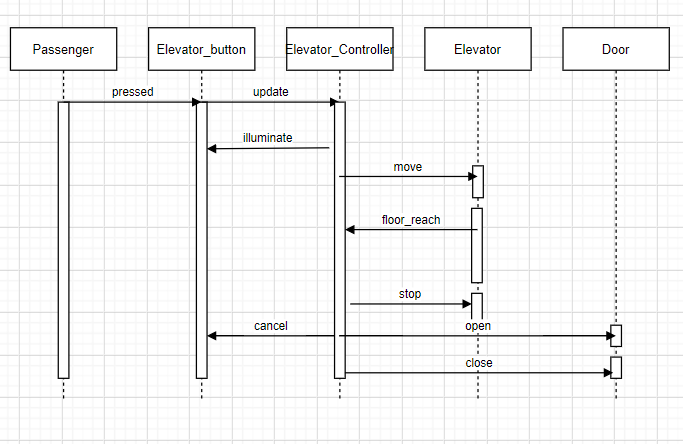 Passenger
Elevator_button
Elevator_Controller
Elevator
Door
pressed
update
illuminate
move
floor_reach
stop
cancel
open
close